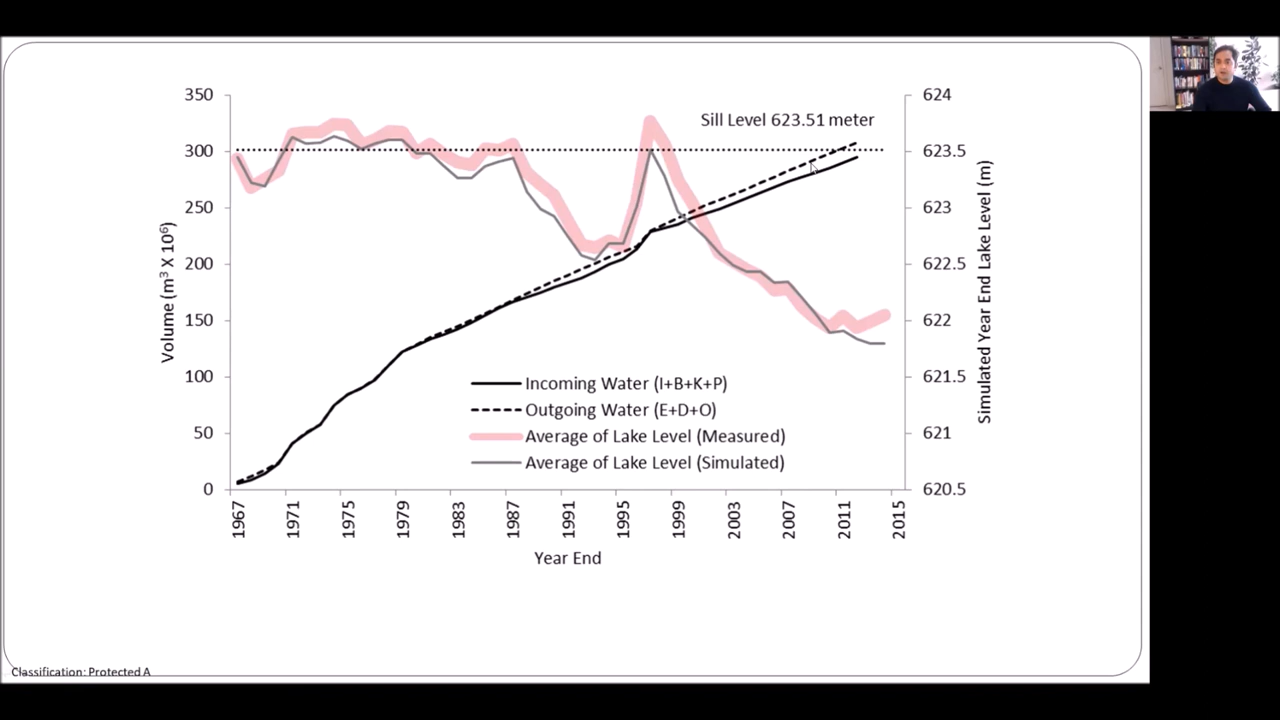 350
300
250
200
150
100
50
0
Volume (m³ X 10⁶)
Sill Level 623.51 meter
624
623.5
623
622.5
622
621.5
621
620.5
Simulated Year End Lake Level (m)
Incoming Water (I+B+K+P)
Outgoing Water (E+D+O)
Average of Lake Level (Measured)
Average of Lake Level (Simulated)
1967 1971 1975 1979 1983 1987 1991 1995 1999 2003 2007 2011 2015
Year End
Classification: Protected A